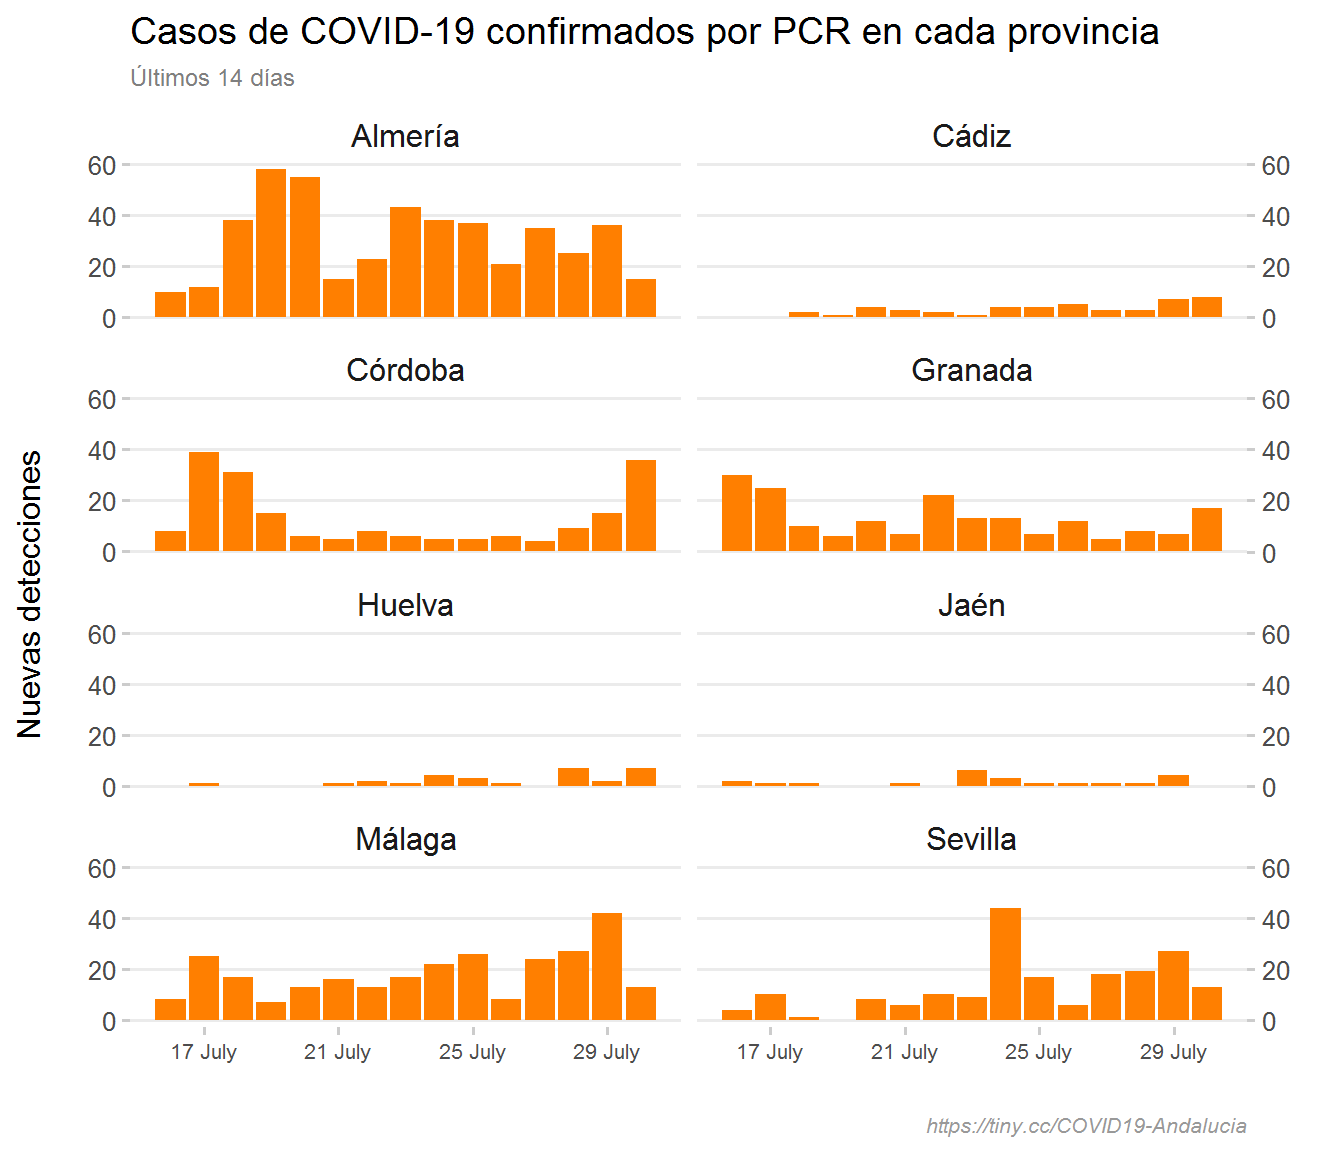 Casos de COVID-19 confirmados por PCR en cada provincia
Últimos 14 días
Almería
Cádiz
60
40
20
0
60
40
20
0
Córdoba
Granada
60
40
20
0
60
40
20
0
Nuevas detecciones
Huelva
Jaén
60
40
20
0
60
40
20
0
Málaga
Sevilla
60
40
20
0
60
40
20
0
17 July 21 July 25 July 29 July
17 July 21 July 25 July 29 July
https://tiny.cc/COVID19-Andalucia